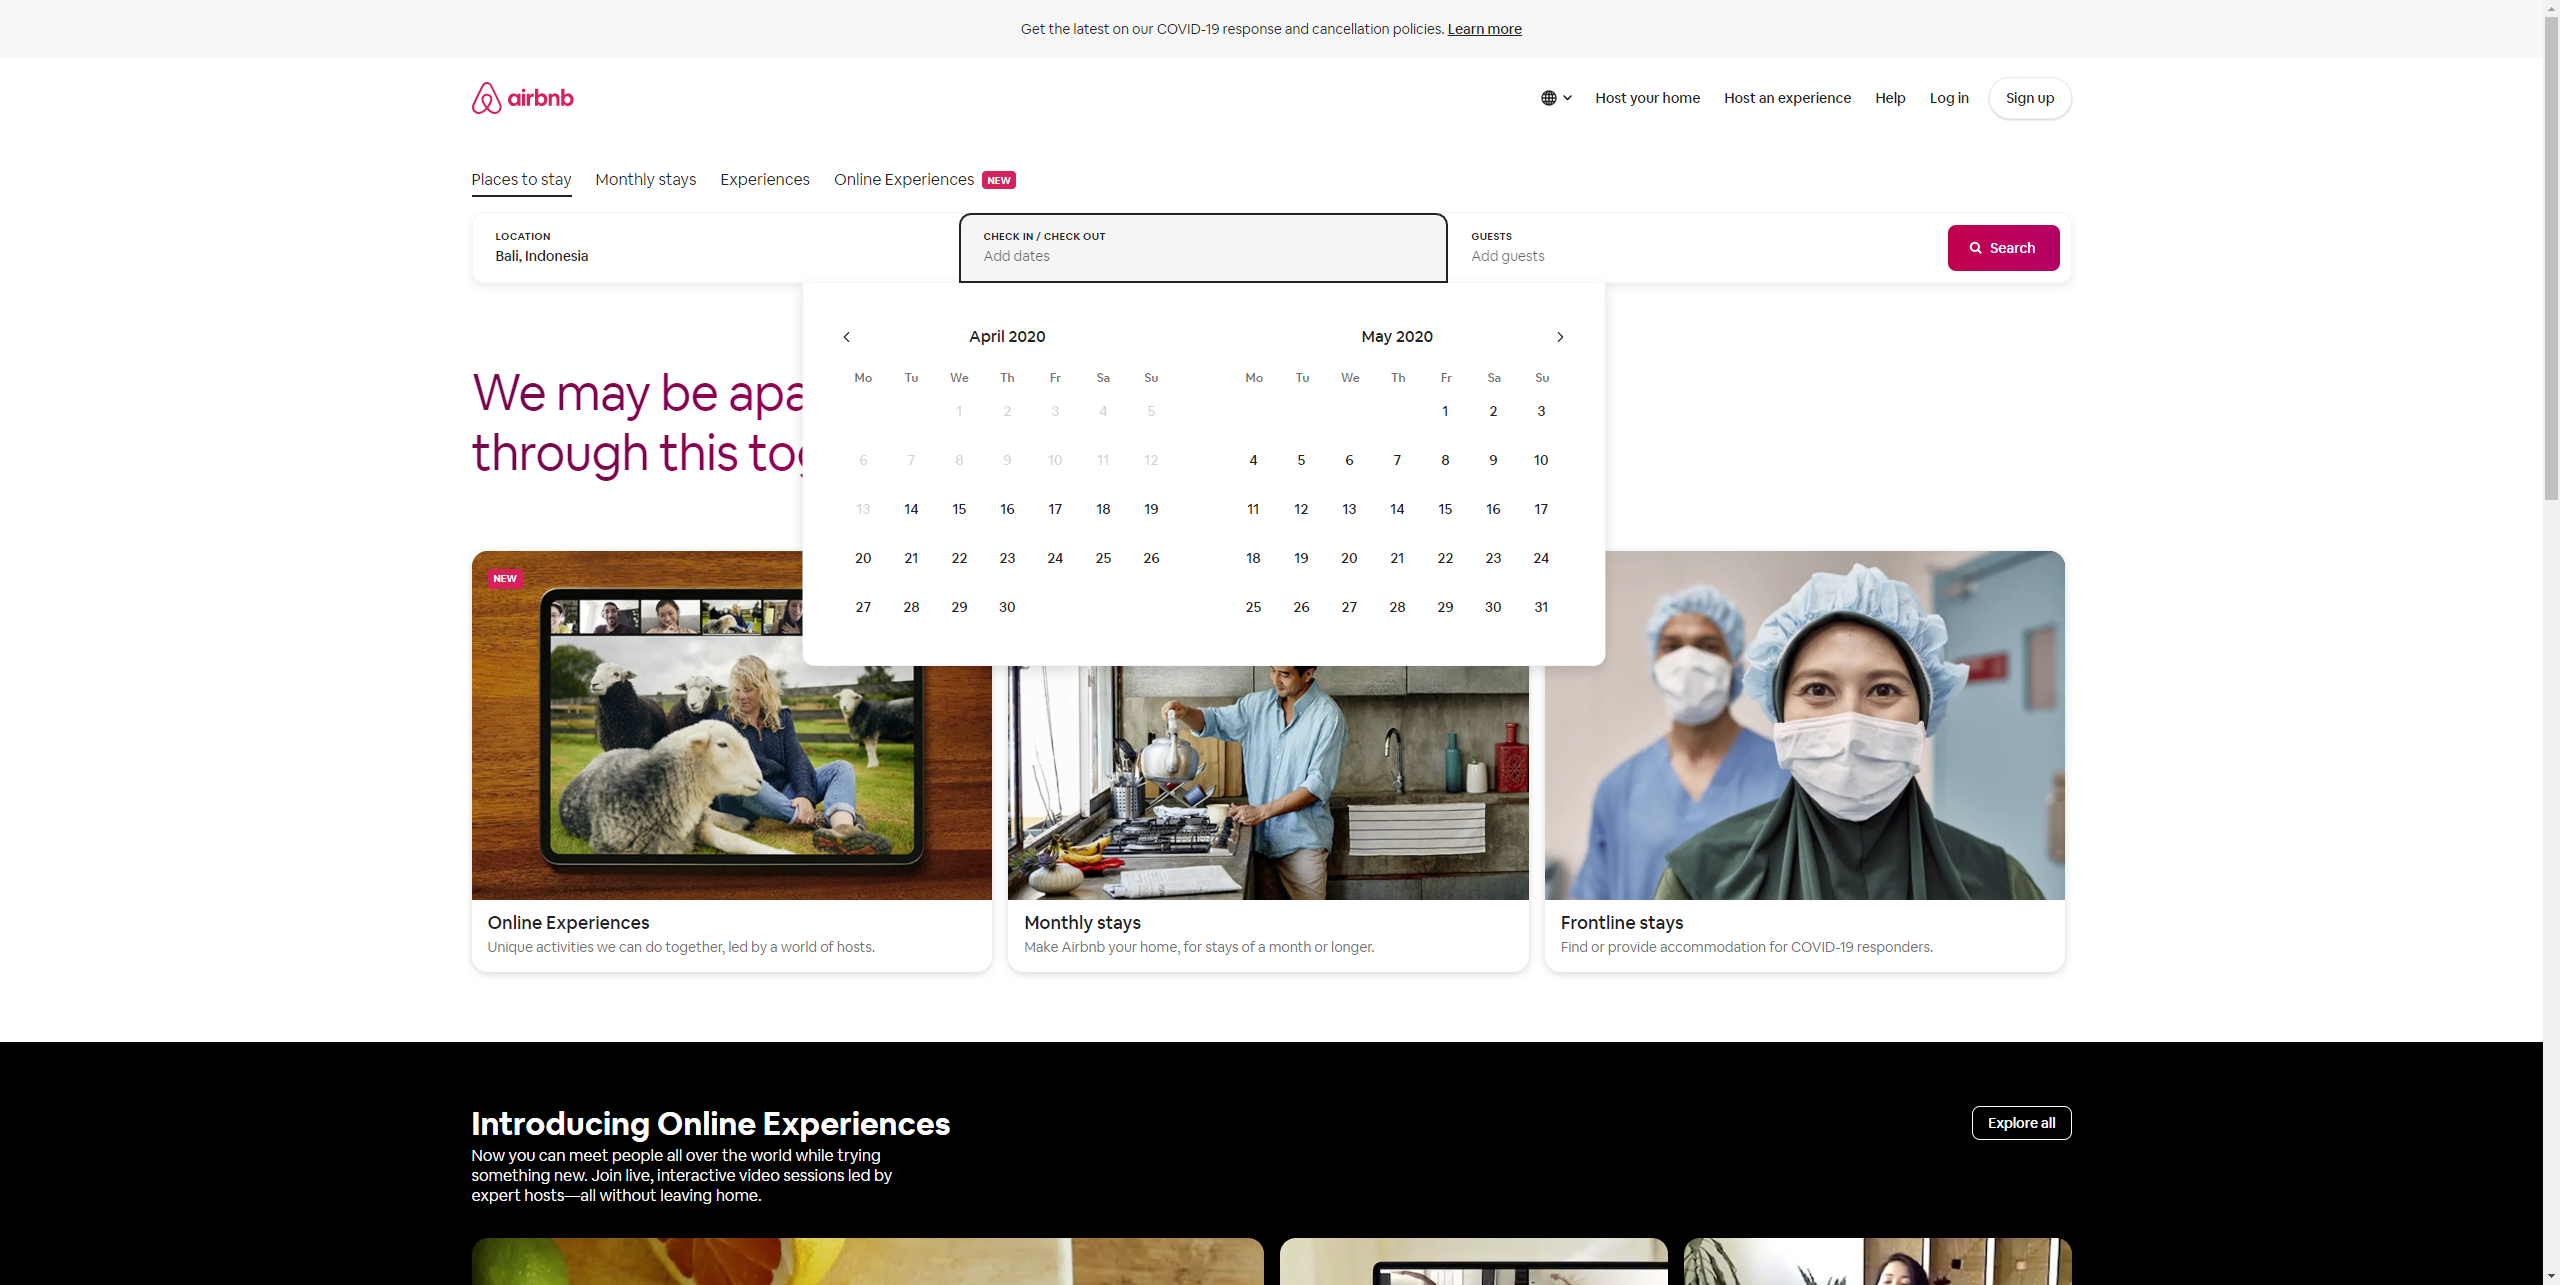 Get the latest on our COVID-19 response and cancellation policies. Learn more
airbnb
Host your home
Host an experience
Help
Log in
Sign up
Places to stay
Monthly stays
Experiences
Online Experiences
NEW
LOCATION
Bali, Indonesia
CHECK IN / CHECK OUT
Add dates
GUESTS
Add guests
Search
We may be
through this
April 2020
Mo Tu We Th Fr Sa Su
1 2 3 4 5
6 7 8 9 10 11 12
13 14 15 16 17 18 19
20 21 22 23 24 25 26
27 28 29 30
May 2020
Mo Tu We Th Fr Sa Su
1 2 3
4 5 6 7 8 9 10
11 12 13 14 15 16 17
18 19 20 21 22 23 24
25 26 27 28 29 30 31
NEW
Online Experiences
Unique activities we can do together, led by a world of hosts.
Monthly stays
Make Airbnb your home, for stays of a month or longer.
Frontline stays
Find or provide accommodation for COVID-19 responders.
Introducing Online Experiences
Now you can meet people all over the world while trying
something new. Join live, interactive video sessions led by
expert hosts—all without leaving home.
Explore all